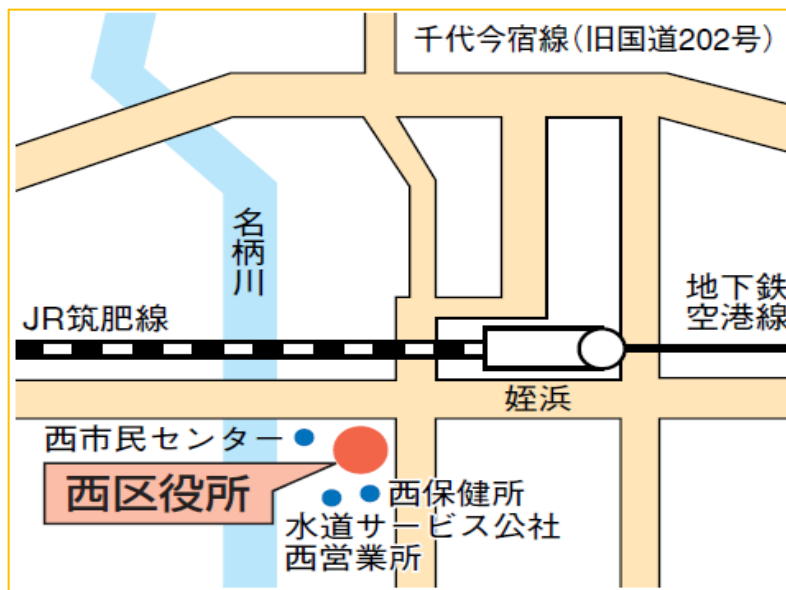 千代今宿線（旧国道202号）
名柄川
JR筑肥線
地下鉄
空港線
姪浜
西市民センター
西区役所
西保健所
水道サービス公社
西営業所